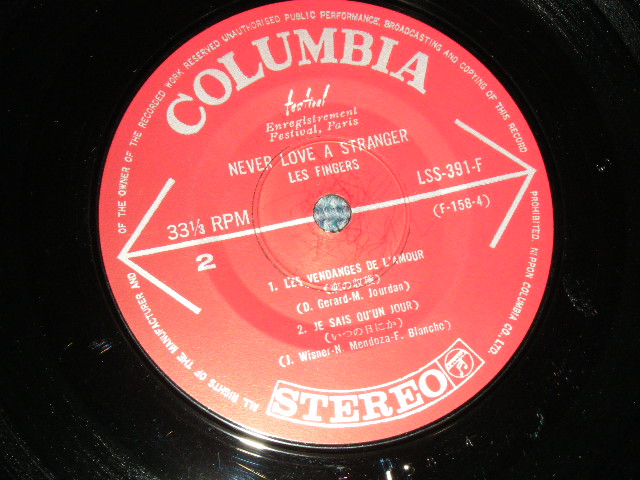 ALL RIGHTS OF THE MANUFACTURER AND OF THE OWNER OF THE RECORDED WORK RESERVED UNAUTHORISED PUBLIC PERFORMANCE, BROADCASTING AND COPYING OF THIS RECORD PROHIBITED. NIPPON COLUMBIA CO., LTD.
COLUMBIA
festival
Enregistrement
Festival, Paris
NEVER LOVE A STRANGER
LES FINGERS
LSS-391-F
(F-158-4)
33⅓ RPM
2
1. LES VENDANGES DE L'AMOUR
(D. Gerard-M. Jourdan)
2. JE SAIS QU'UN JOUR
(いつの日にか)
(J. Wisner-N. Mendoza-F. Blanche)
STEREO